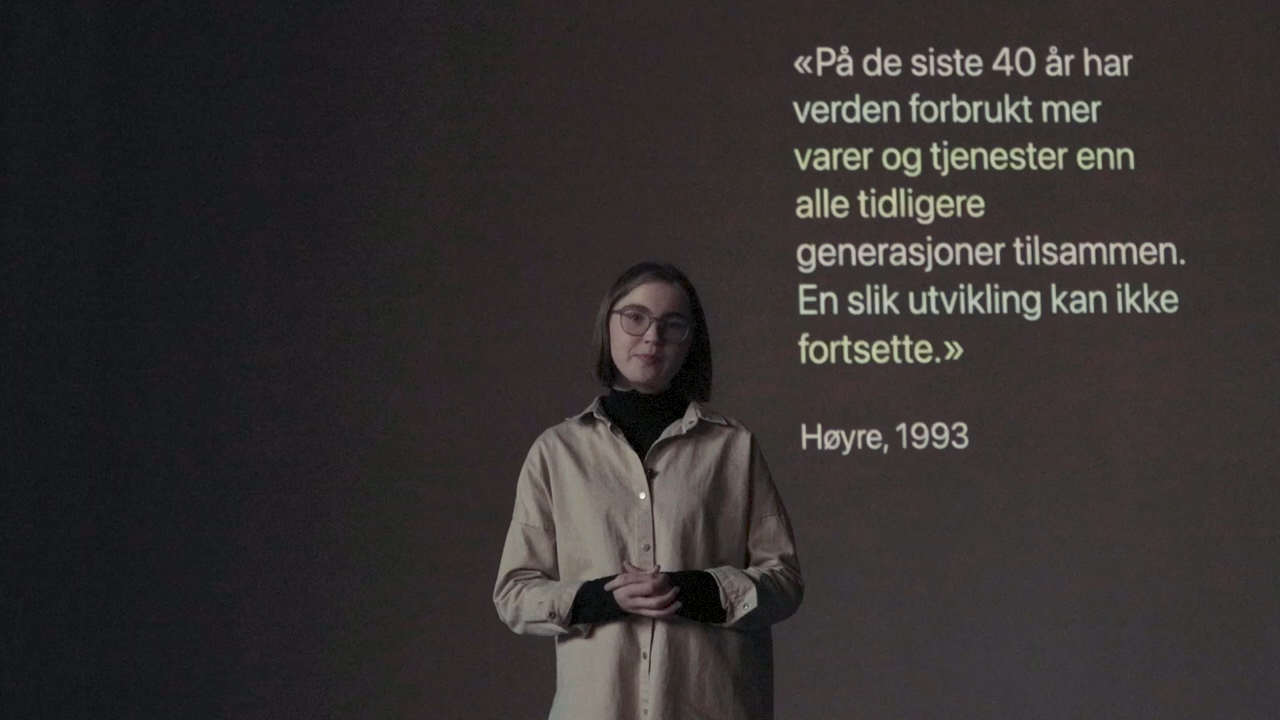 «På de siste 40 år har
verden forbrukt mer
varer og tjenester enn
alle tidligere
generasjoner tilsammen.
En slik utvikling kan ikke
fortsette.»
Høyre, 1993